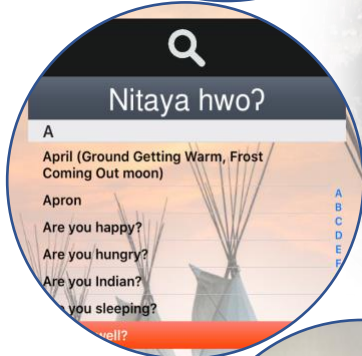 Nitaya hwo?
A
April (Ground Getting Warm, Frost
Coming Out moon)
Apron
Are you happy?
Are you hungry?
Are you Indian?
you sleeping?
well?
A
B
C
D
E
F